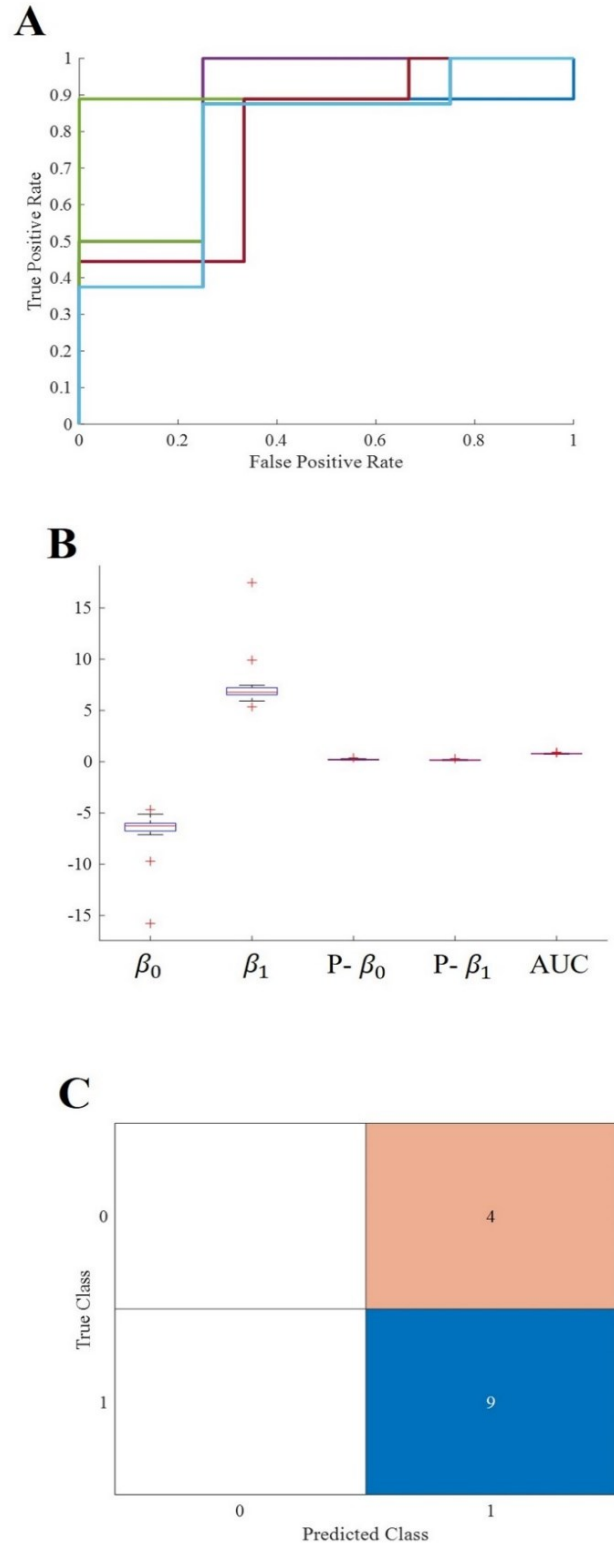 A
1
0.9
0.8
0.7
0.6
0.5
0.4
0.3
0.2
0.1
0
True Positive Rate
0 0.2 0.4 0.6 0.8 1
False Positive Rate
B
15
10
5
0
-5
-10
-15
β0 β1 P- β0 P- β1 AUC
C
0
4
True Class
1
9
0 1
Predicted Class